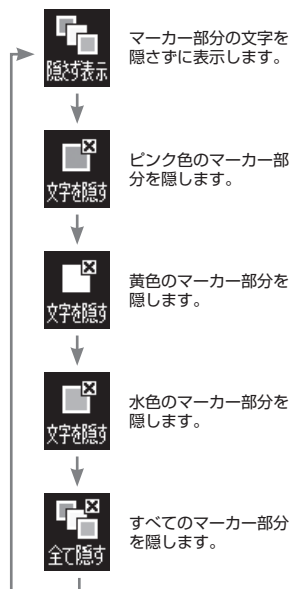 隠さず表示
マーカー部分の文字を
隠さずに表示します。
文字を隠す
ピンク色のマーカー部
分を隠します。
文字を隠す
黄色のマーカー部分を
隠します。
文字を隠す
水色のマーカー部分を
隠します。
全て隠す
すべてのマーカー部分
を隠します。